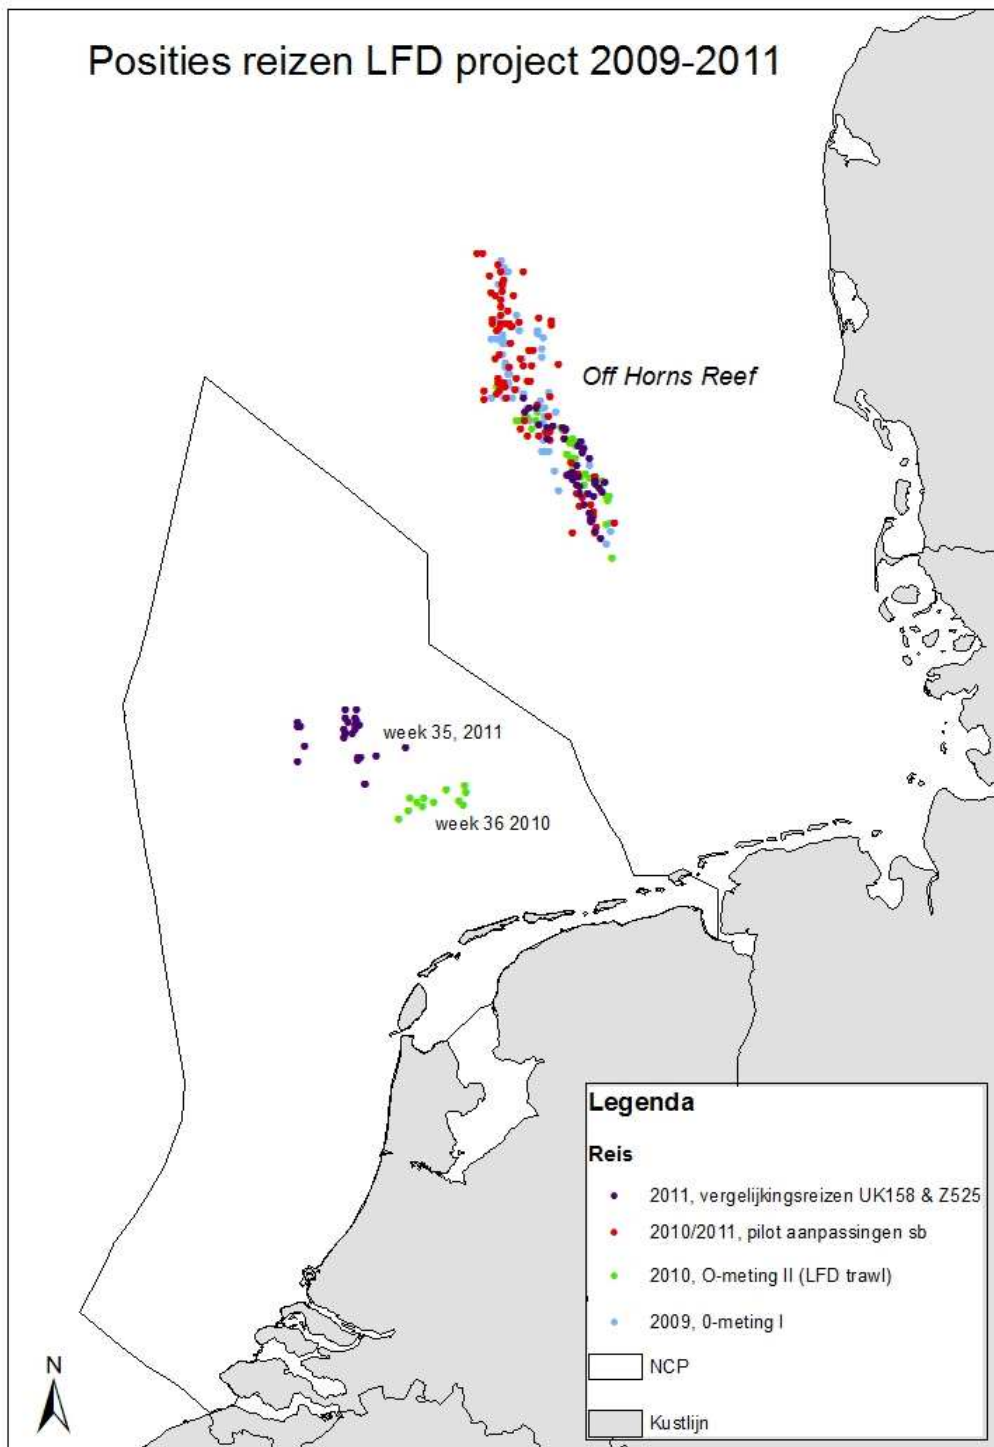 Posities reizen LFD project 2009-2011
Off Horns Reef
week 35, 2011
week 36 2010
Legenda
Reis
2011, vergelijkingsreizen UK158 & Z525
2010/2011, pilot aanpassingen sb
2010, O-meting II (LFD trawl)
2009, 0-meting I
NCP
Kustlijn
N